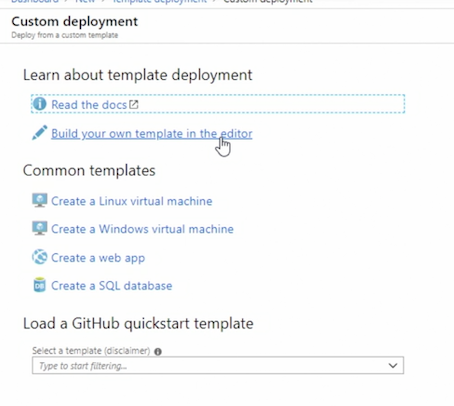 Dashboard > New > Template deployment > Custom deployment
Custom deployment
Deploy from a custom template
Learn about template deployment
Read the docs
Build your own template in the editor
Common templates
Create a Linux virtual machine
Create a Windows virtual machine
Create a web app
Create a SQL database
Load a GitHub quickstart template
Select a template (disclaimer)
Type to start filtering...